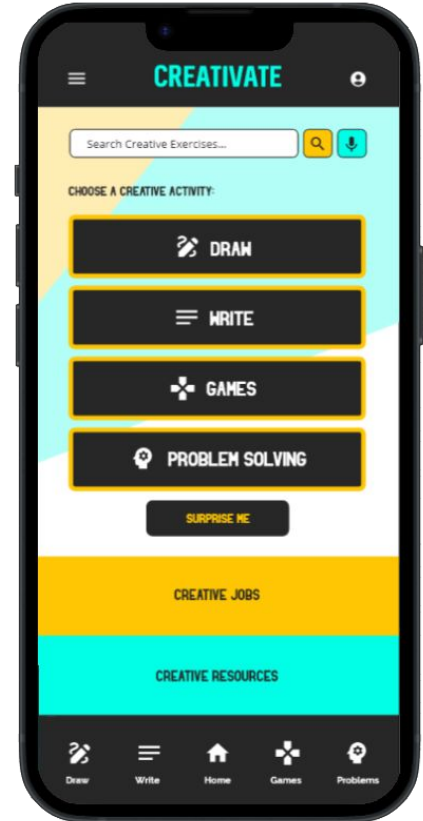 CREATIVATE
Search Creative Exercises...
CHOOSE A CREATIVE ACTIVITY:
DRAW
WRITE
GAMES
PROBLEM SOLVING
SURPRISE ME
CREATIVE JOBS
CREATIVE RESOURCES
Draw Write Home Games Problems